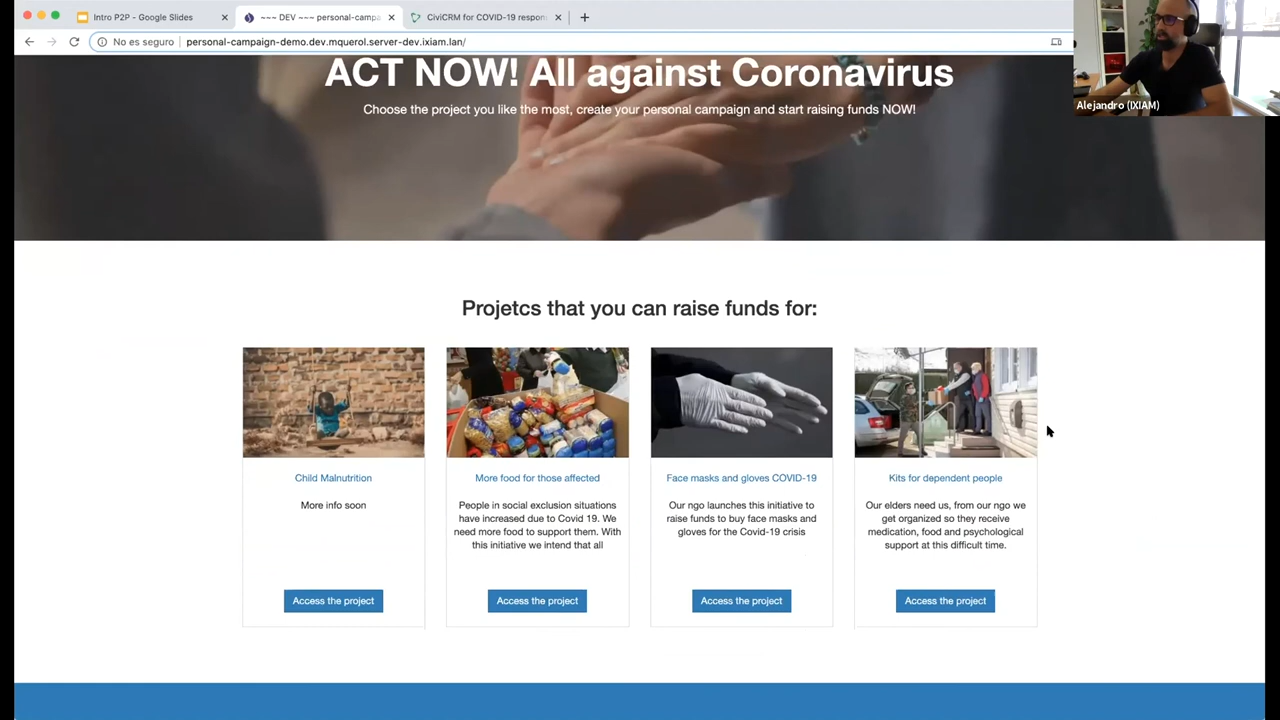 Intro P2P - Google Slides
~~~ DEV ~~~ personal-campa
CiviCRM for COVID-19 respon
No es seguro
personal-campaign-demo.dev.mquerol.server-dev.ixiam.lan/
Alejandro (IXIAM)
ACT NOW! All against Coronavirus
Choose the project you like the most, create your personal campaign and start raising funds NOW!
Projetcs that you can raise funds for:
Child Malnutrition
More info soon
Access the project
More food for those affected
People in social exclusion situations
have increased due to Covid 19. We
need more food to support them. With
this initiative we intend that all
Access the project
Face masks and gloves COVID-19
Our ngo launches this initiative to
raise funds to buy face masks and
gloves for the Covid-19 crisis
Access the project
Kits for dependent people
Our elders need us, from our ngo we
get organized so they receive
medication, food and psychological
support at this difficult time.
Access the project